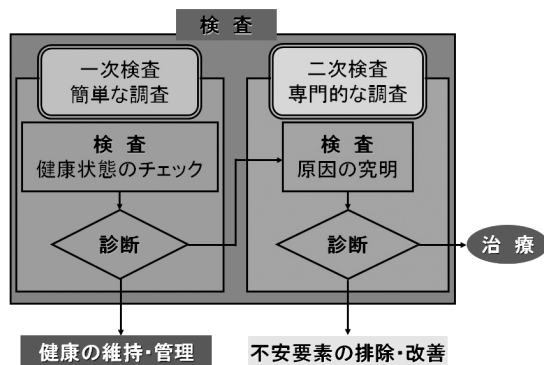 検 査
一次検査
簡単な調査
検 査
健康状態のチェック
診断
健康の維持・管理
二次検査
専門的な調査
検 査
原因の究明
診断
治 療
不安要素の排除・改善